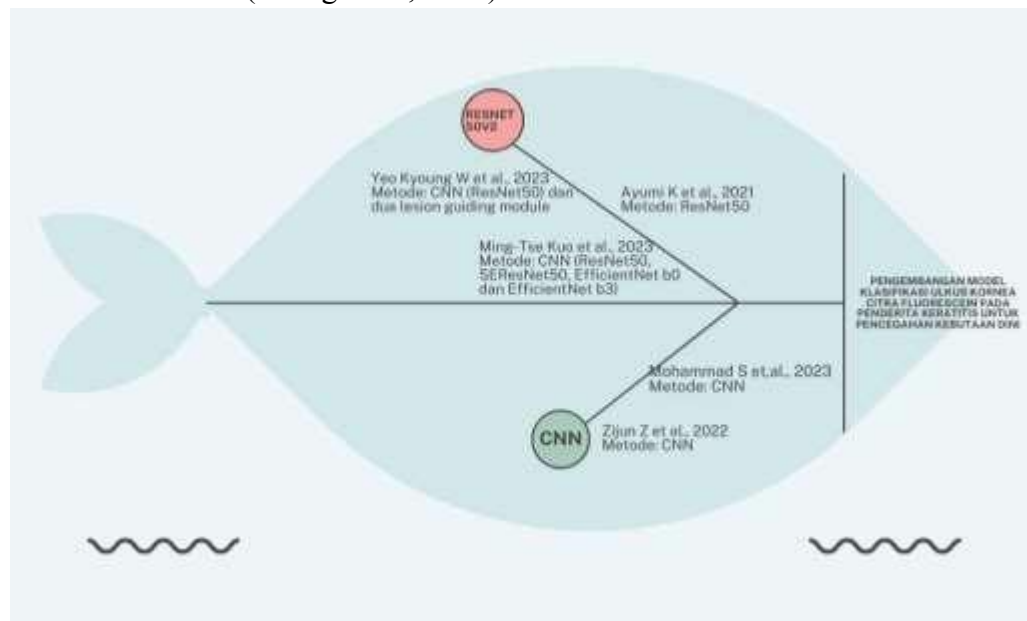 RESNET
50V2
Yeo Kyoung W et al., 2023
Metode: CNN (ResNet50) dan
dua lesion guiding module
Ayumi K et al., 2021
Metode: ResNet50
Ming-Tse Kuo et al., 2023
Metode: CNN (ResNet50,
SEResNet50, EfficientNet b0
dan EfficientNet b3)
PENGEMBANGAN MODEL
KLASIFIKASI ULKUS KORNEA
CITRA FLUORESCEIN PADA
PENDERITA KERATITIS UNTUK
PENCEGAHAN KEBUTAAN DINI
Mohammad S et.al., 2023
Metode: CNN
CNN
Zijun Z et al., 2022
Metode: CNN